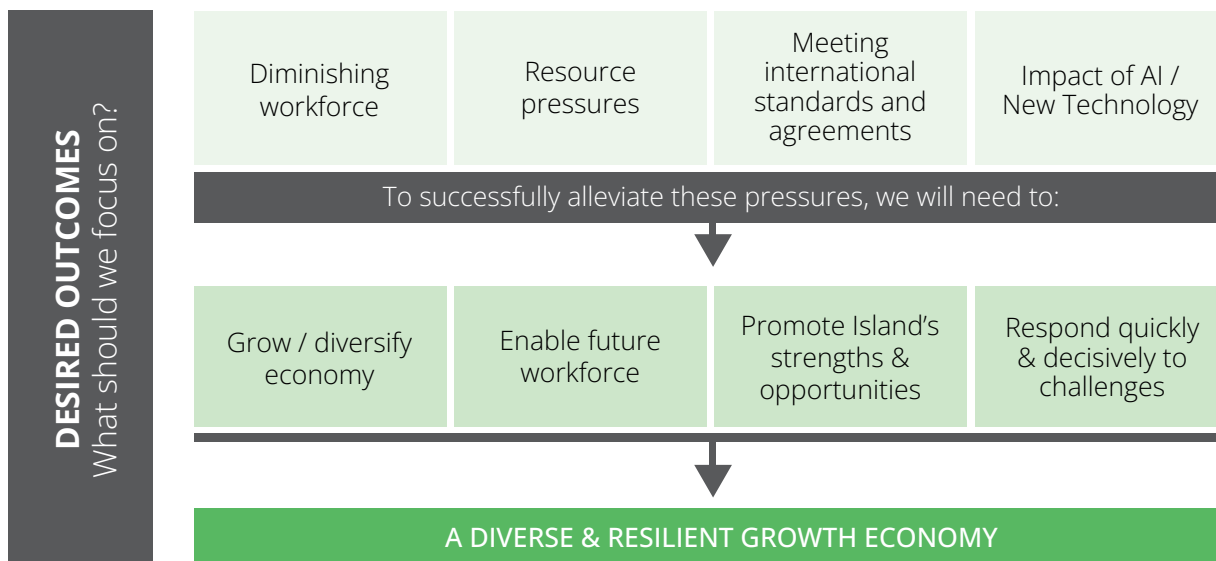 DESIRED OUTCOMES
What should we focus on?
Diminishing
workforce
Resource
pressures
Meeting
international
standards and
agreements
Impact of AI /
New Technology
To successfully alleviate these pressures, we will need to:
Grow / diversify
economy
Enable future
workforce
Promote Island’s
strengths &
opportunities
Respond quickly
& decisively to
challenges
A DIVERSE & RESILIENT GROWTH ECONOMY